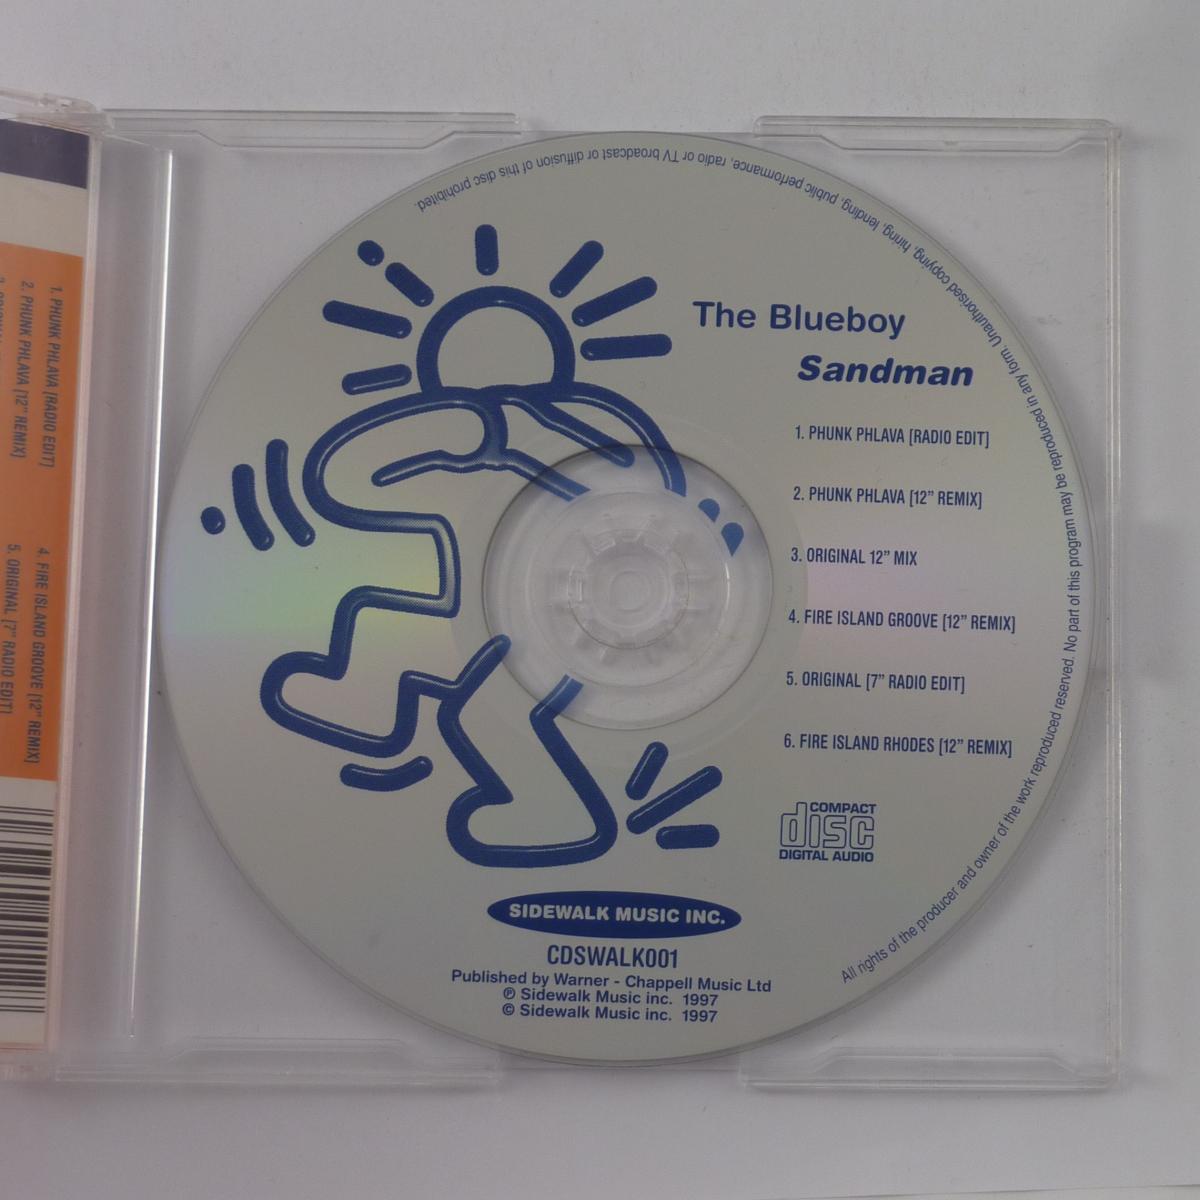 The Blueboy
Sandman
1. PHUNK PHLAVA [RADIO EDIT]
2. PHUNK PHLAVA [12” REMIX]
3. ORIGINAL 12” MIX
4. FIRE ISLAND GROOVE [12” REMIX]
5. ORIGINAL [7” RADIO EDIT]
6. FIRE ISLAND RHODES [12” REMIX]
COMPACT
disc
DIGITAL AUDIO
SIDEWALK MUSIC INC.
CDSWALK001
Published by Warner - Chappell Music Ltd
℗ Sidewalk Music inc. 1997
© Sidewalk Music inc. 1997
All rights of the producer and owner of the work reproduced reserved. No part of this program may be reproduced in any form. Unauthorised copying, hiring, lending, public performance, radio or TV broadcast or diffusion of this disc prohibited.
1. PHUNK PHLAVA [RADIO EDIT]
2. PHUNK PHLAVA [12” REMIX]
4. FIRE ISLAND GROOVE [12” REMIX]
5. ORIGINAL [7” RADIO EDIT]